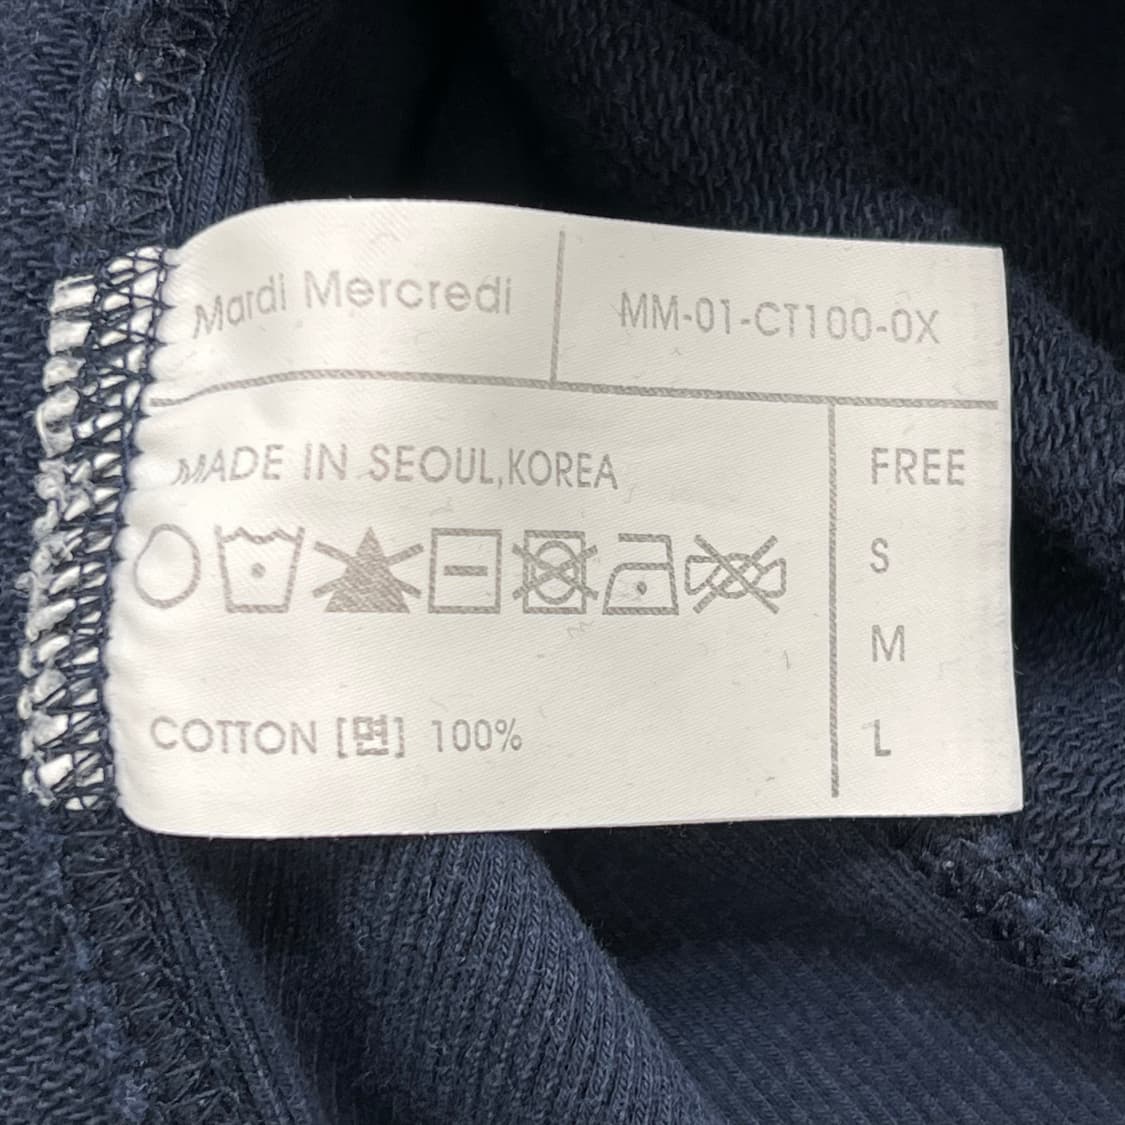 Mardi Mercredi
MM-01-CT100-0X
MADE IN SEOUL,KOREA
COTTON [면] 100%
FREE
S
M
L